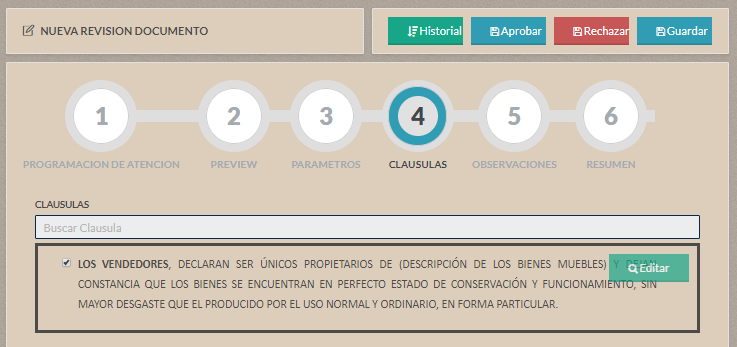 NUEVA REVISION DOCUMENTO
Historial Aprobar Rechazar Guardar
1 2 3 4 5 6
PROGRAMACION DE ATENCION PREVIEW PARAMETROS CLAUSULAS OBSERVACIONES RESUMEN
CLAUSULAS
Buscar Clausula
LOS VENDEDORES, DECLARAN SER ÚNICOS PROPIETARIOS DE (DESCRIPCIÓN DE LOS BIENES MUEBLES) Y DEJAN
Editar
CONSTANCIA QUE LOS BIENES SE ENCUENTRAN EN PERFECTO ESTADO DE CONSERVACIÓN Y FUNCIONAMIENTO, SIN
MAYOR DESGASTE QUE EL PRODUCIDO POR EL USO NORMAL Y ORDINARIO, EN FORMA PARTICULAR.